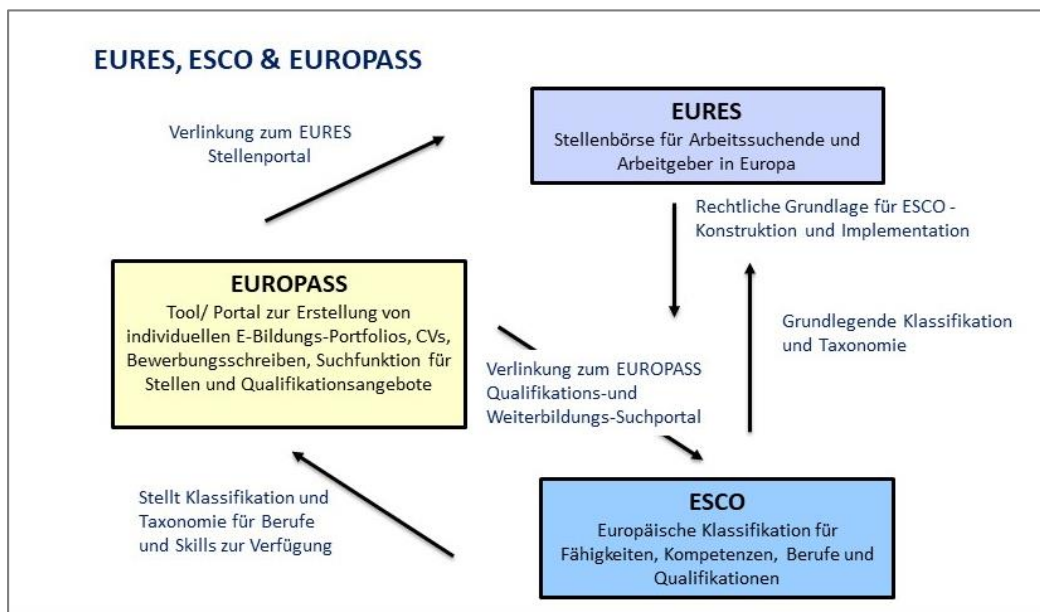 EURES, ESCO & EUROPASS
Verlinkung zum EURES
Stellenportal
EURES
Stellenbörse für Arbeitssuchende und
Arbeitgeber in Europa
Rechtliche Grundlage für ESCO -
Konstruktion und Implementation
EUROPASS
Tool/ Portal zur Erstellung von
individuellen E-Bildungs-Portfolios, CVs,
Bewerbungsschreiben, Suchfunktion für
Stellen und Qualifikationsangebote
Grundlegende Klassifikation
und Taxonomie
Verlinkung zum EUROPASS
Qualifikations-und
Weiterbildungs-Suchportal
Stellt Klassifikation und
Taxonomie für Berufe
und Skills zur Verfügung
ESCO
Europäische Klassifikation für
Fähigkeiten, Kompetenzen, Berufe und
Qualifikationen